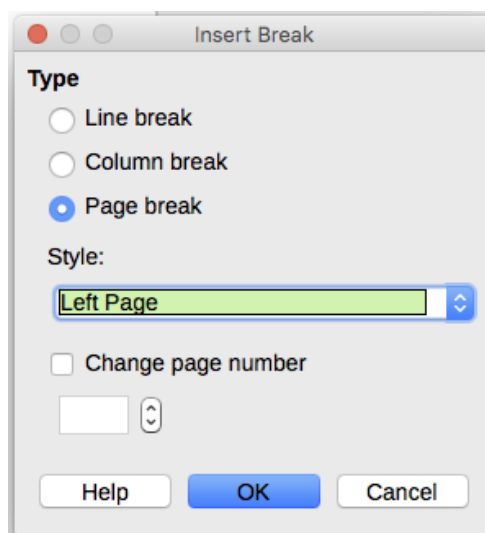 Insert Break
Type
Line break
Column break
Page break
Style:
Left Page
Change page number
Help OK Cancel